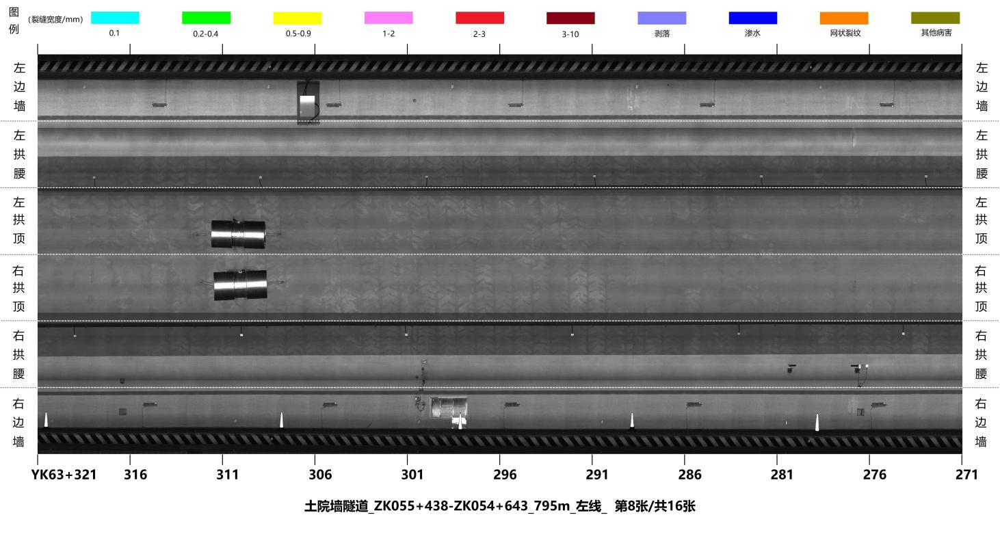 图例
(裂缝宽度/mm)
0.1
0.2-0.4
0.5-0.9
1-2
2-3
3-10
剥落
渗水
网状裂纹
其他病害
左边墙
左边墙
左拱腰
左拱腰
左拱顶
左拱顶
右拱顶
右拱顶
右拱腰
右拱腰
右边墙
右边墙
YK63+321 316 311 306 301 296 291 286 281 276 271
土院墙隧道_ZK055+438-ZK054+643_795m_左线_ 第8张/共16张